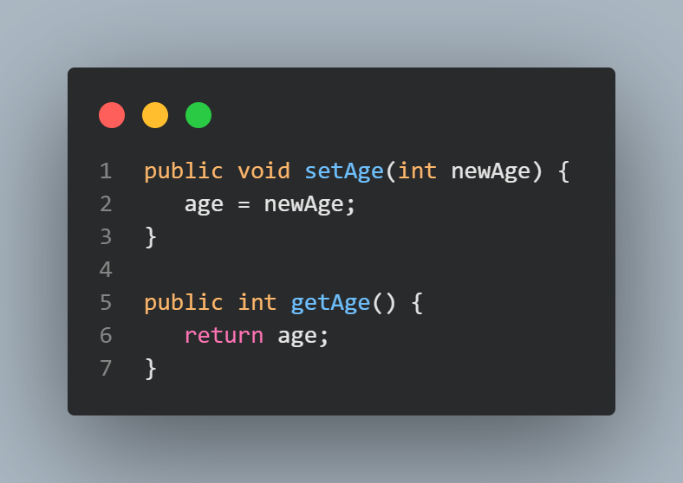 1 public void setAge(int newAge) {
2    age = newAge;
3 }
4
5 public int getAge() {
6    return age;
7 }